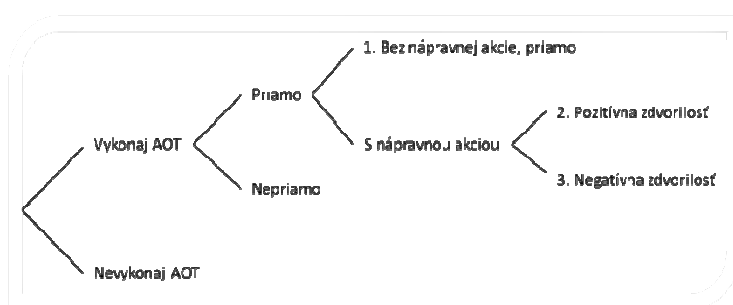 1. Bez nápravnej akcie, priamo
Priamo
2. Pozitívna zdvorilosť
Vykonaj AOT
S nápravnou akciou
3. Negatívna zdvorilosť
Nepriamo
Nevykonaj AOT